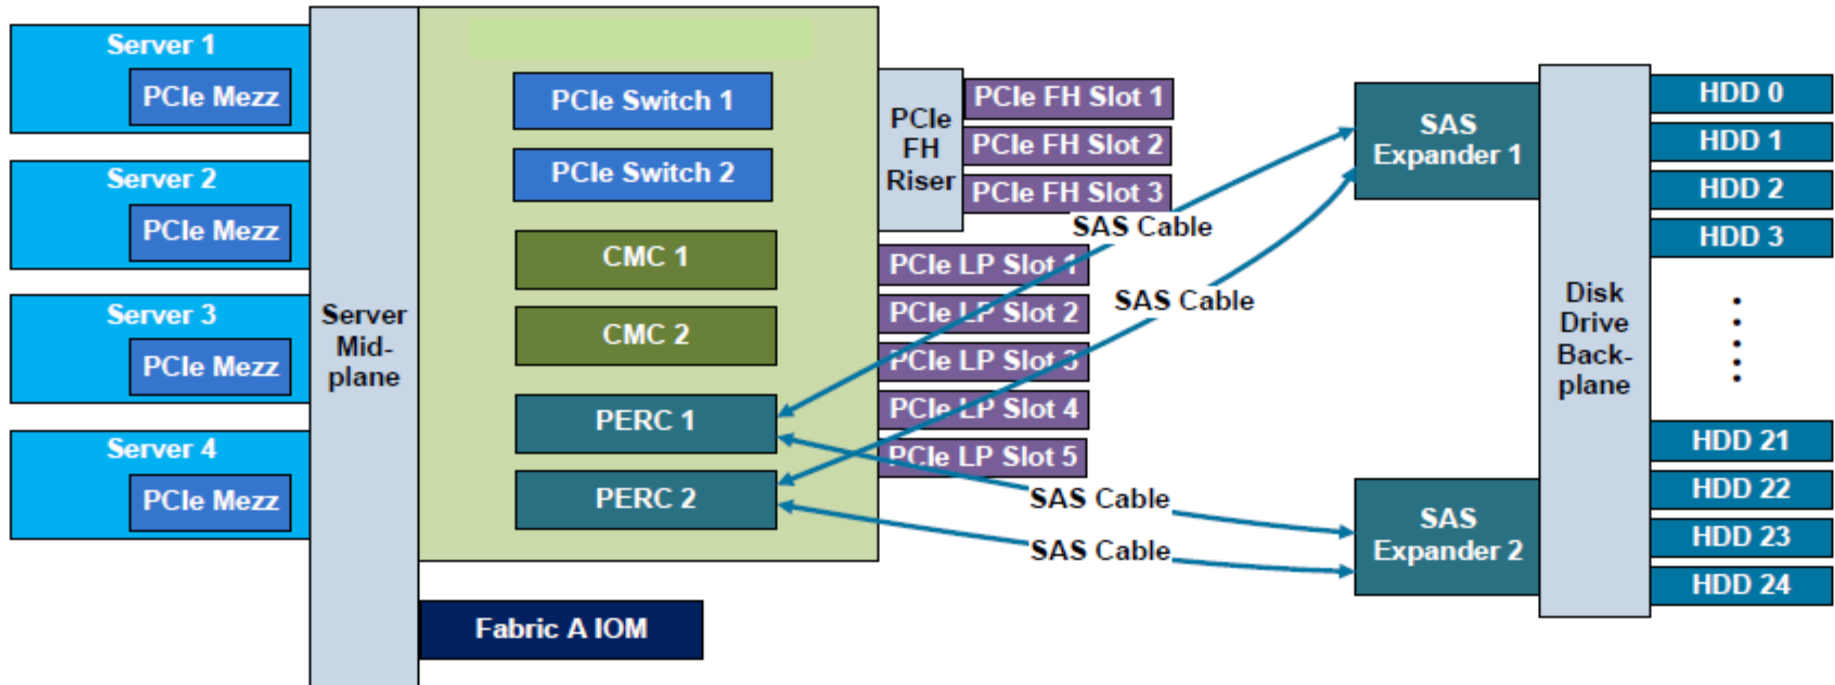 Server 1
PCIe Mezz
Server 2
PCIe Mezz
Server 3
PCIe Mezz
Server 4
PCIe Mezz
Server
Mid-
plane
PCIe Switch 1
PCIe Switch 2
CMC 1
CMC 2
PERC 1
PERC 2
Fabric A IOM
PCIe
FH
Riser
PCIe FH Slot 1
PCIe FH Slot 2
PCIe FH Slot 3
PCIe LP Slot 1
PCIe LP Slot 2
PCIe LP Slot 3
PCIe LP Slot 4
PCIe LP Slot 5
SAS Cable
SAS Cable
SAS Cable
SAS Cable
SAS
Expander 1
SAS
Expander 2
Disk
Drive
Back-
plane
HDD 0
HDD 1
HDD 2
HDD 3
HDD 21
HDD 22
HDD 23
HDD 24